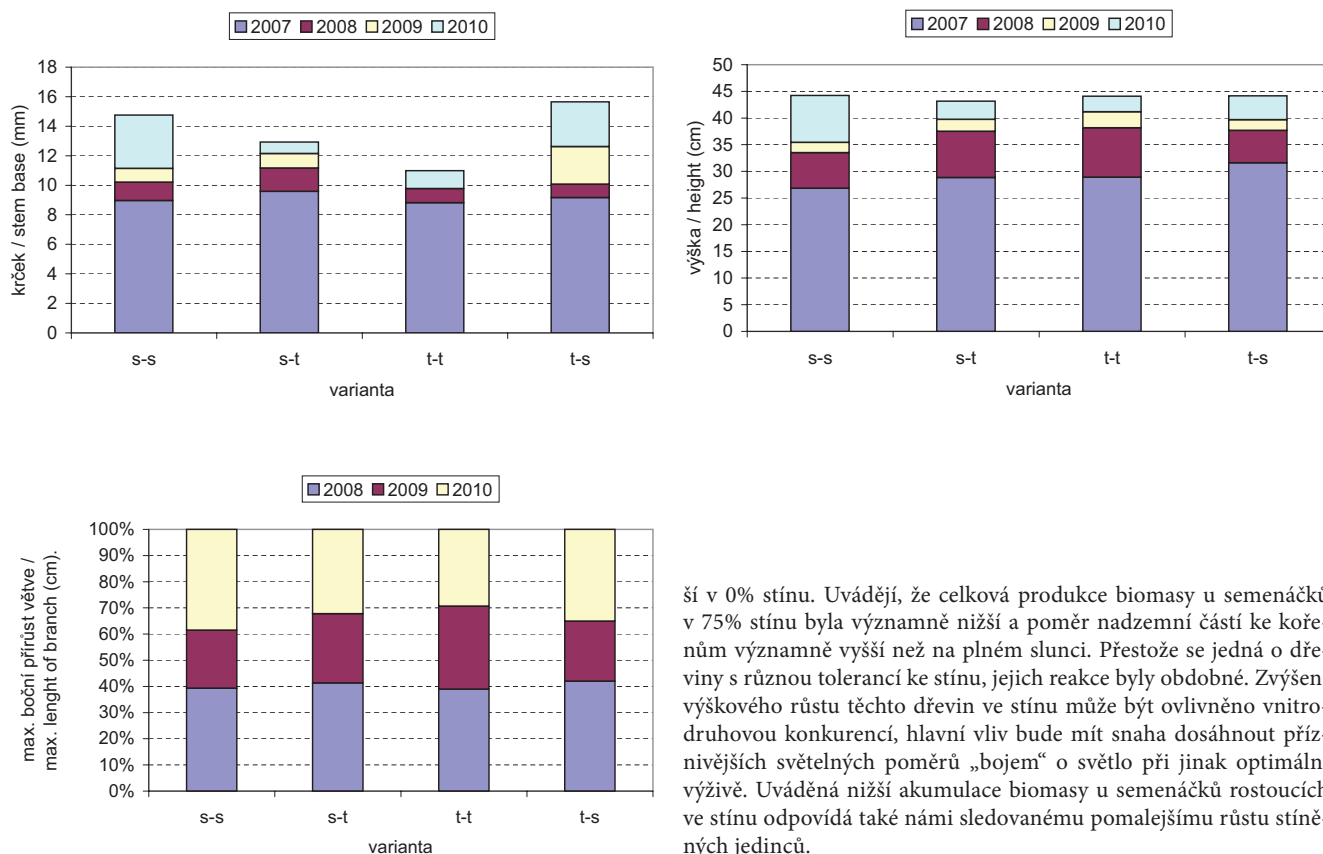 2007 2008 2009 2010
18
16
14
12
10
8
6
4
2
0
krček / stem base (mm)
s-s s-t t-t t-s
varianta
2007 2008 2009 2010
50
45
40
35
30
25
20
15
10
5
0
výška / height (cm)
s-s s-t t-t t-s
varianta
2008 2009 2010
100%
90%
80%
70%
60%
50%
40%
30%
20%
10%
0%
max. boční přírůst větve /
max. lenght of branch (cm).
s-s s-t t-t t-s
varianta
ší v 0% stínu. Uvádějí, že celková produkce biomasy u semenáčků
v 75% stínu byla významně nižší a poměr nadzemní částí ke koře-
nům významně vyšší než na plném slunci. Přestože se jedná o dře-
viny s různou tolerancí ke stínu, jejich reakce byly obdobné. Zvýšen
výškového růstu těchto dřevin ve stínu může být ovlivněno vnitro-
druhovou konkurencí, hlavní vliv bude mít snaha dosáhnout příz-
nivějších světelných poměrů „bojem“ o světlo při jinak optimáln
výživě. Uváděná nižší akumulace biomasy u semenáčků rostoucích
ve stínu odpovídá také námi sledovanému pomalejšímu růstu stíně-
ných jedinců.